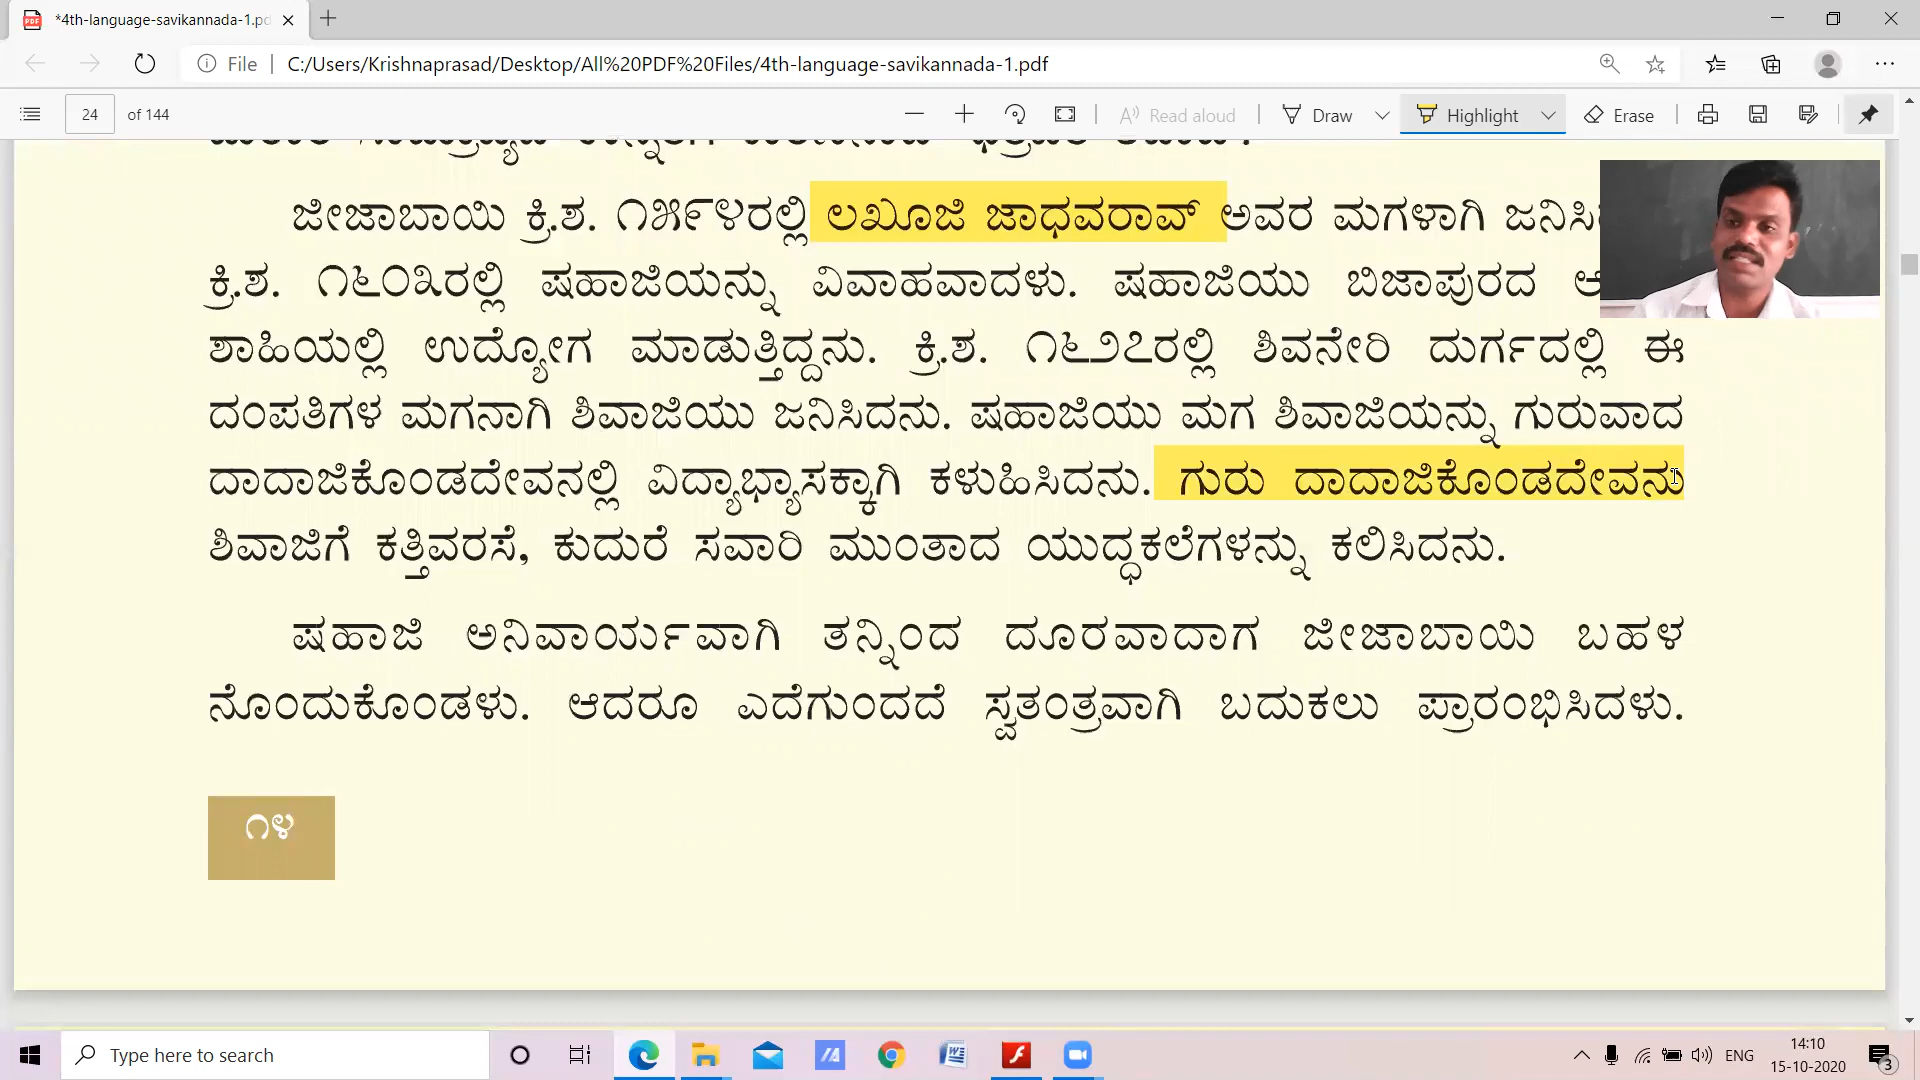 *4th-language-savikannada-1.pd
File
C:/Users/Krishnaprasad/Desktop/All%20PDF%20Files/4th-language-savikannada-1.pdf
24 of 144
Read aloud Draw Highlight Erase
ಜೀಜಾಬಾಯಿ ಕ್ರಿ.ಶ. ೧೫೯೪ರಲ್ಲಿ ಲಖೂಜಿ ಜಾಧವರಾವ್ ಅವರ ಮಗಳಾಗಿ
ಕ್ರಿ.ಶ. ೧೬೦೩ರಲ್ಲಿ ಷಹಾಜಿಯನ್ನು ವಿವಾಹವಾದಳು. ಷಹಾಜಿಯು ಬಿಜಾಪುರದ
ಶಾಹಿಯಲ್ಲಿ ಉದ್ಯೋಗ ಮಾಡುತ್ತಿದ್ದನು. ಕ್ರಿ.ಶ. ೧೬೨೭ರಲ್ಲಿ ಶಿವನೇರಿ ದುರ್ಗದಲ್ಲಿ ಈ
ದಂಪತಿಗಳ ಮಗನಾಗಿ ಶಿವಾಜಿಯು ಜನಿಸಿದನು. ಷಹಾಜಿಯು ಮಗ ಶಿವಾಜಿಯನ್ನು ಗುರುವಾದ
ದಾದಾಜಿಕೊಂಡದೇವನಲ್ಲಿ ವಿದ್ಯಾಭ್ಯಾಸಕ್ಕಾಗಿ ಕಳುಹಿಸಿದನು. ಗುರು ದಾದಾಜಿಕೊಂಡದೇವನು
ಶಿವಾಜಿಗೆ ಕತ್ತಿವರಸೆ, ಕುದುರೆ ಸವಾರಿ ಮುಂತಾದ ಯುದ್ಧಕಲೆಗಳನ್ನು ಕಲಿಸಿದನು.
ಷಹಾಜಿ ಅನಿವಾರ್ಯವಾಗಿ ತನ್ನಿಂದ ದೂರವಾದಾಗ ಜೀಜಾಬಾಯಿ ಬಹಳ
ನೊಂದುಕೊಂಡಳು. ಆದರೂ ಎದೆಗುಂದದೆ ಸ್ವತಂತ್ರವಾಗಿ ಬದುಕಲು ಪ್ರಾರಂಭಿಸಿದಳು.
೧೪
Type here to search
ENG
14:10
15-10-2020
3